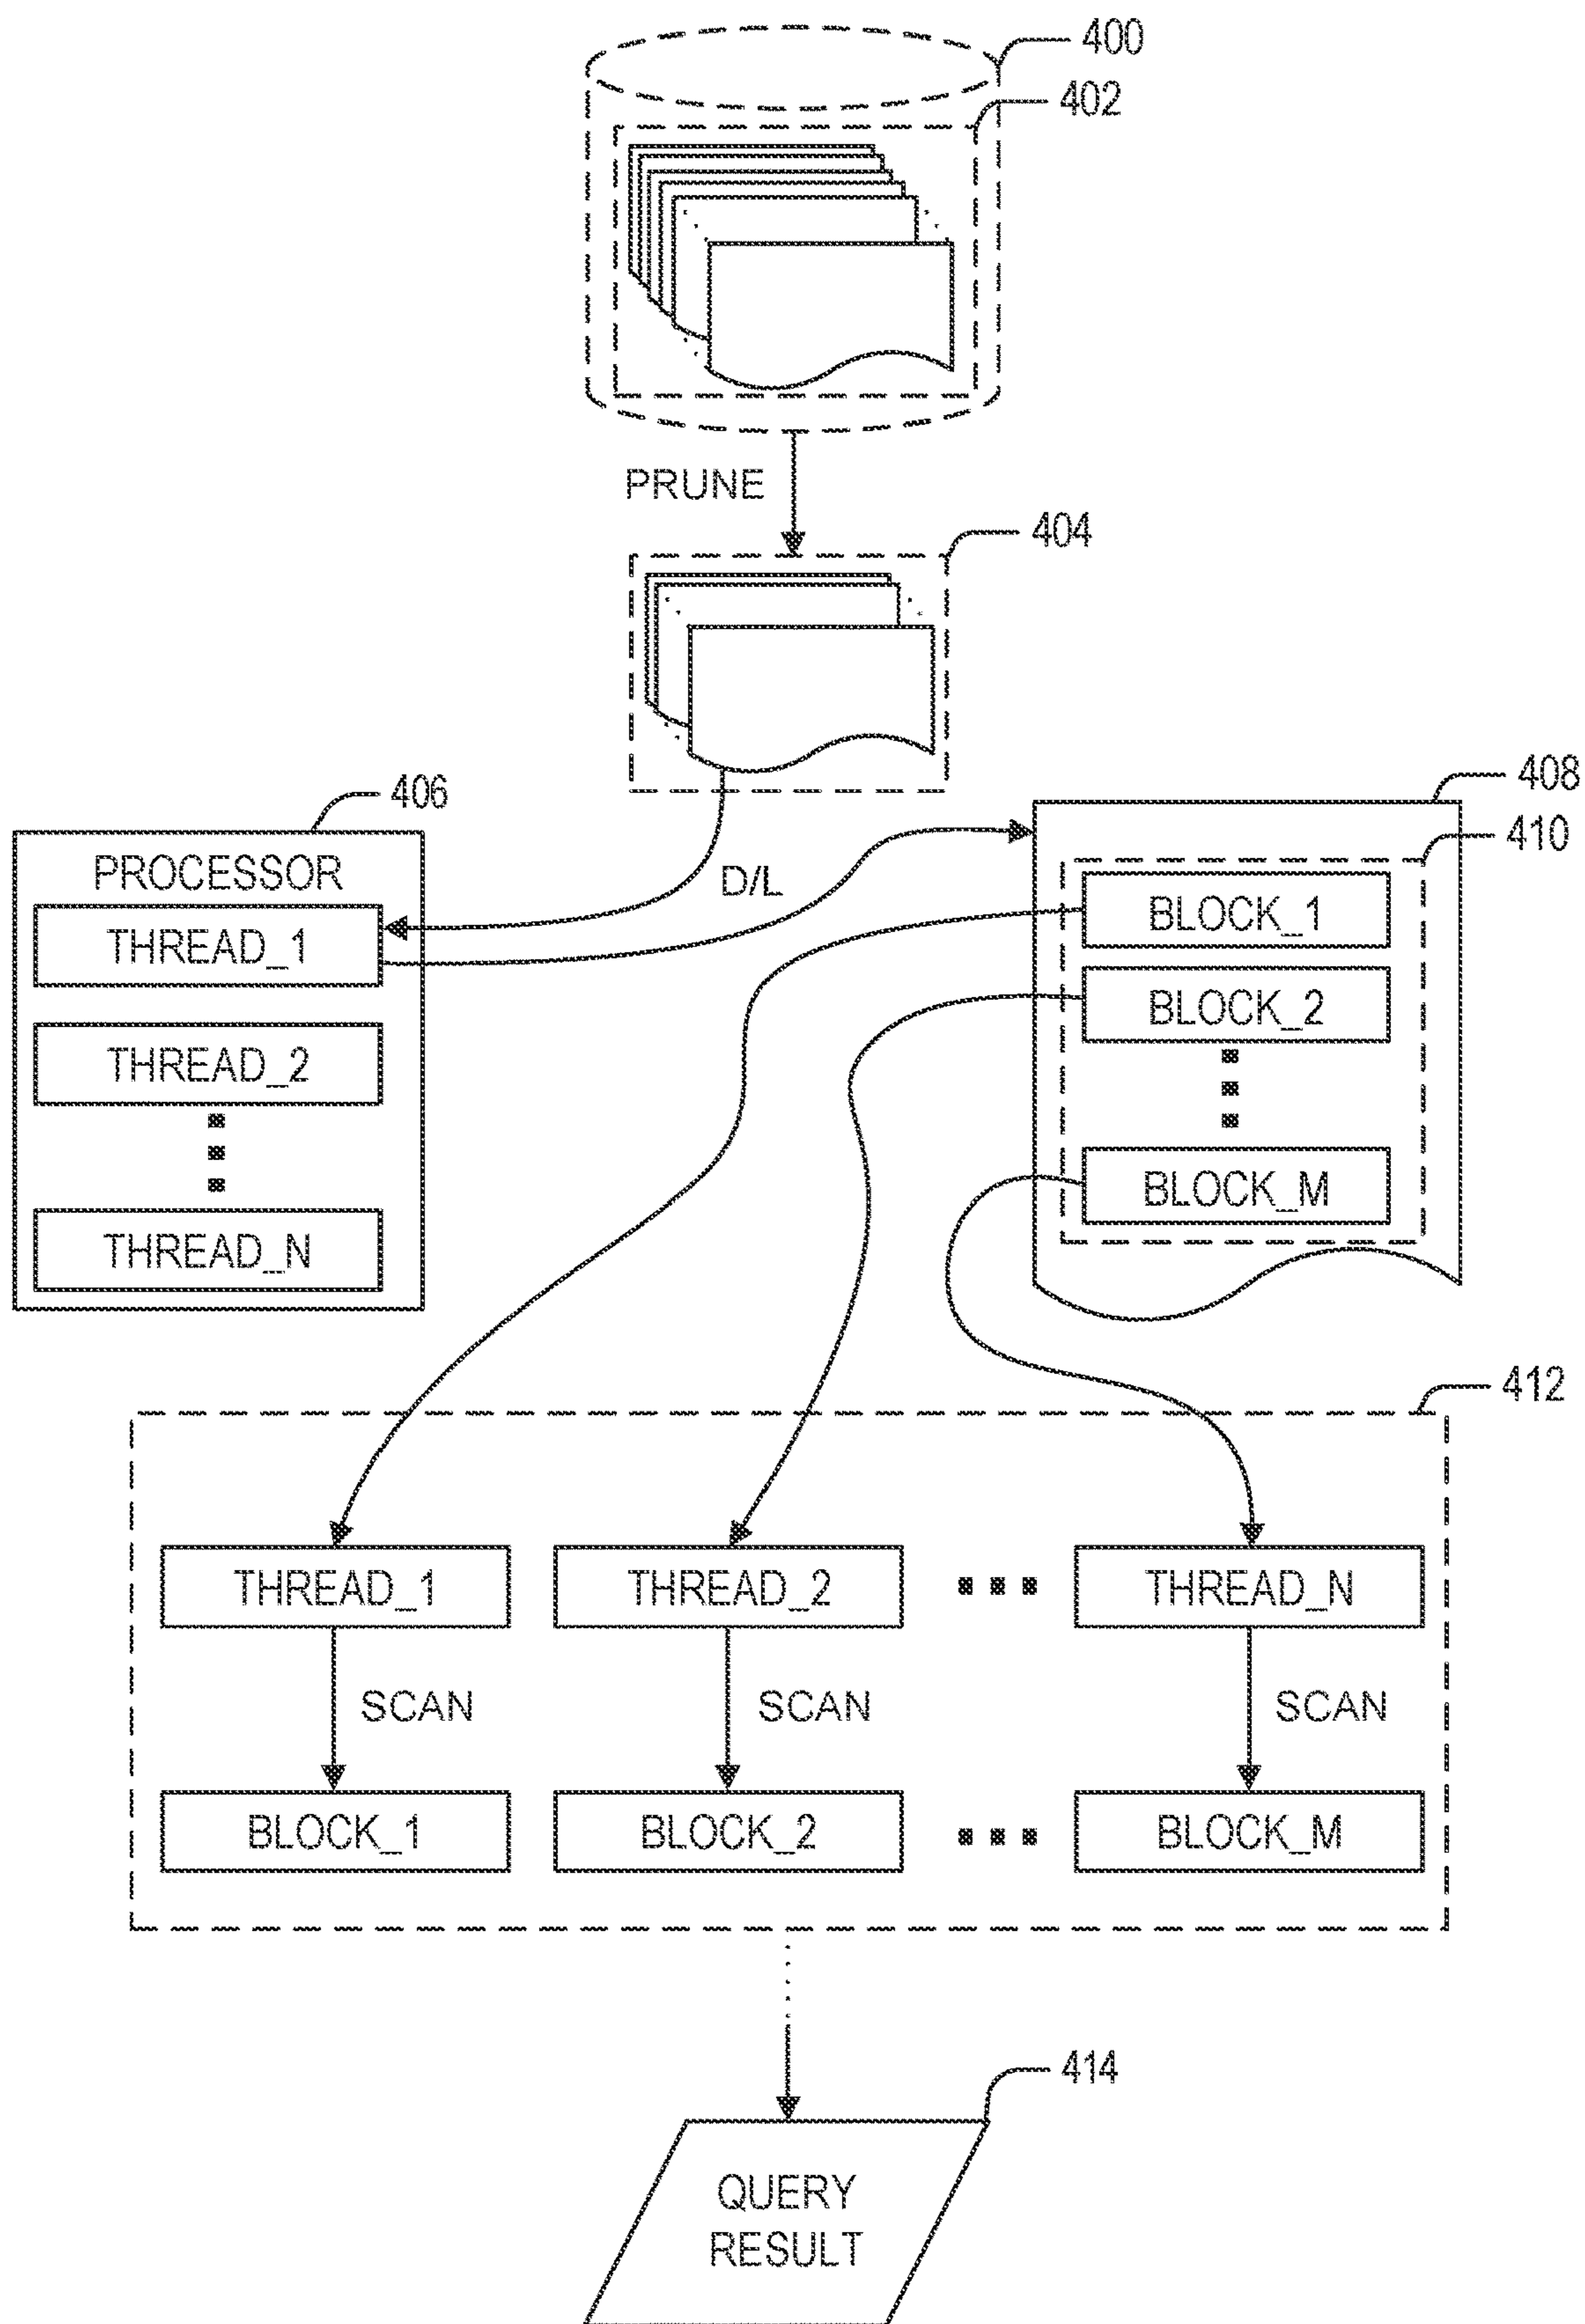 400
402
PRUNE
404
406
408
410
PROCESSOR
D/L
THREAD_1
BLOCK_1
BLOCK_2
THREAD_2
BLOCK_M
THREAD_N
412
THREAD_1
THREAD_2
THREAD_N
SCAN
SCAN
SCAN
BLOCK_1
BLOCK_2
BLOCK_M
414
QUERY
RESULT